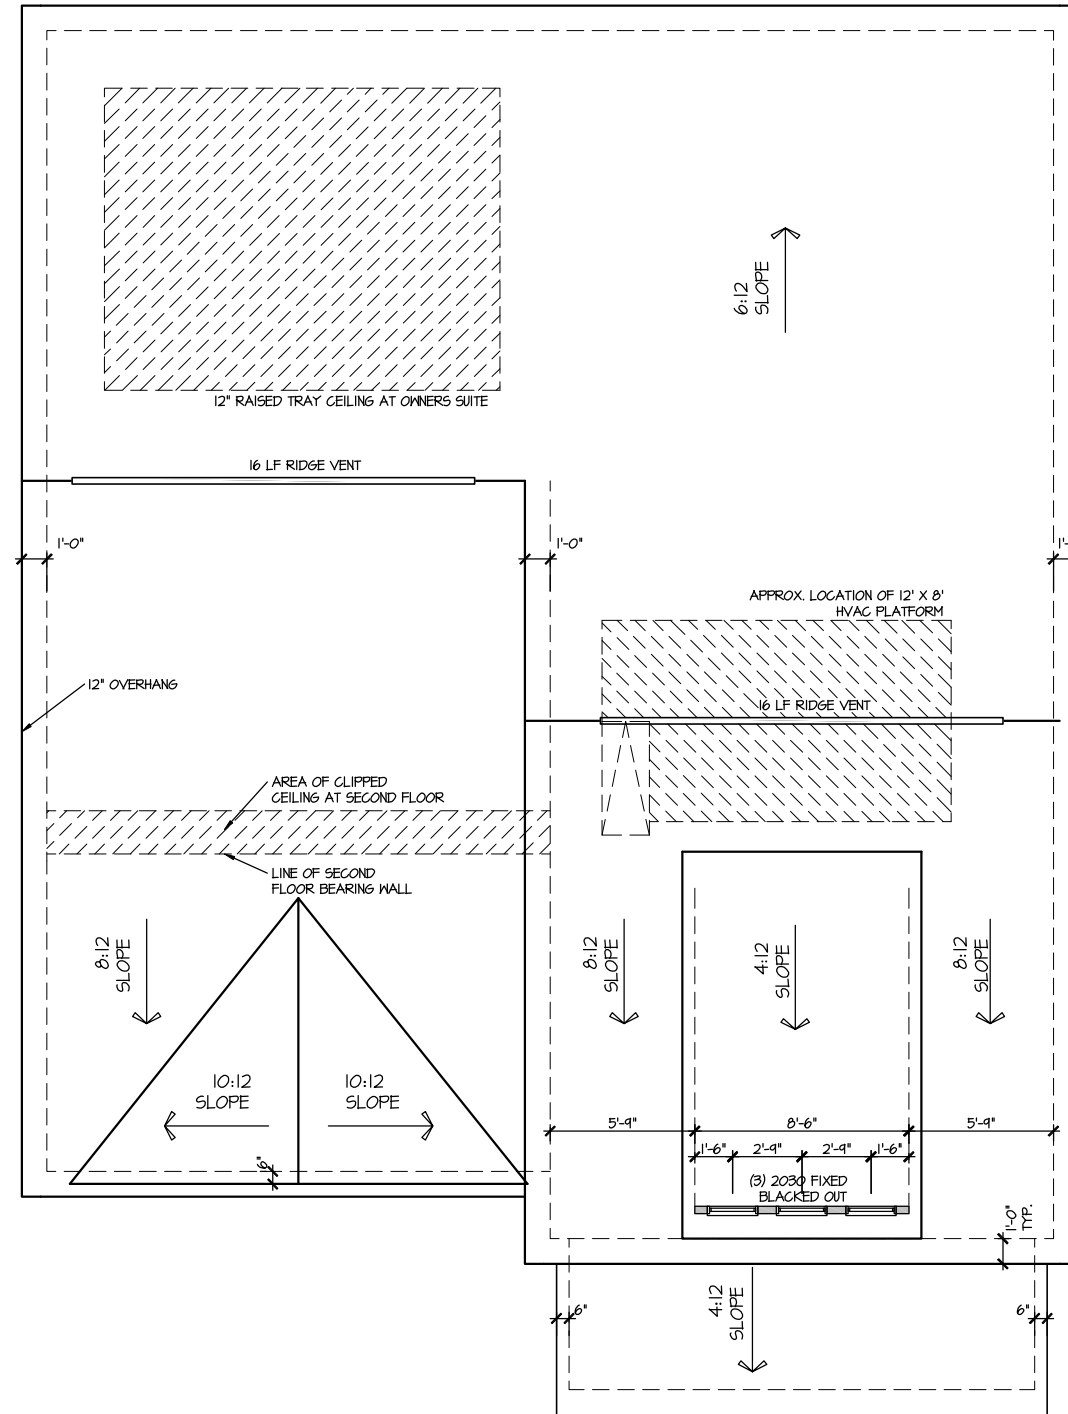 6:12
SLOPE
12" RAISED TRAY CEILING AT OWNERS SUITE
16 LF RIDGE VENT
1'-0"
1'-0"
1'-
APPROX. LOCATION OF 12' X 8'
HVAC PLATFORM
12" OVERHANG
16 LF RIDGE VENT
AREA OF CLIPPED
CEILING AT SECOND FLOOR
LINE OF SECOND
FLOOR BEARING WALL
8:12
SLOPE
8:12
SLOPE
4:12
SLOPE
8:12
SLOPE
10:12
SLOPE
10:12
SLOPE
5'-9"
8'-6"
5'-9"
1'-6"
2'-9"
2'-9"
1'-6"
6"
(3) 2030 FIXED
BLACKED OUT
1'-0"
TYP.
4:12
SLOPE
6"
6"